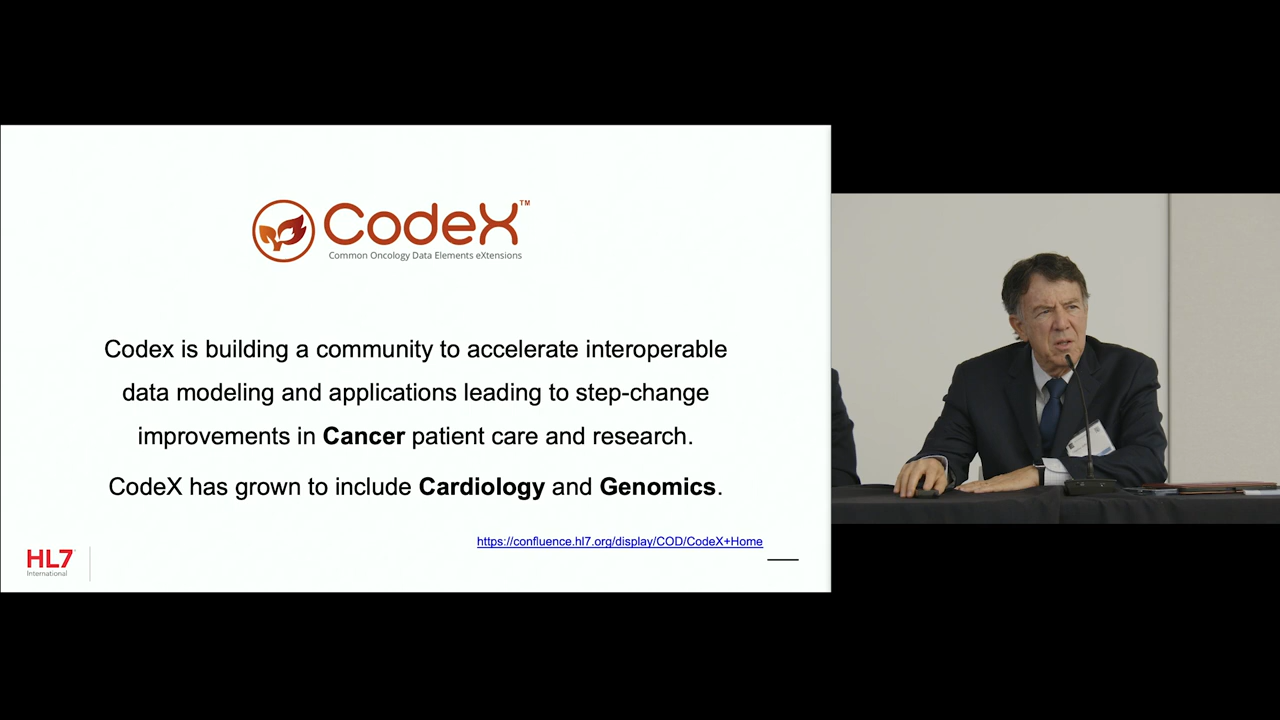 CodeX™
Common Oncology Data Elements eXtensions
Codex is building a community to accelerate interoperable
data modeling and applications leading to step-change
improvements in Cancer patient care and research.
CodeX has grown to include Cardiology and Genomics.
https://confluence.hl7.org/display/COD/CodeX+Home
HL7
International